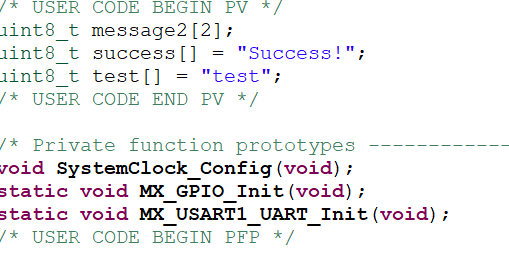 /* USER CODE BEGIN PV */
uint8_t message2[2];
uint8_t success[] = "Success!";
uint8_t test[] = "test";
/* USER CODE END PV */
/* Private function prototypes ------------
void SystemClock_Config(void);
static void MX_GPIO_Init(void);
static void MX_USART1_UART_Init(void);
/* USER CODE BEGIN PFP */